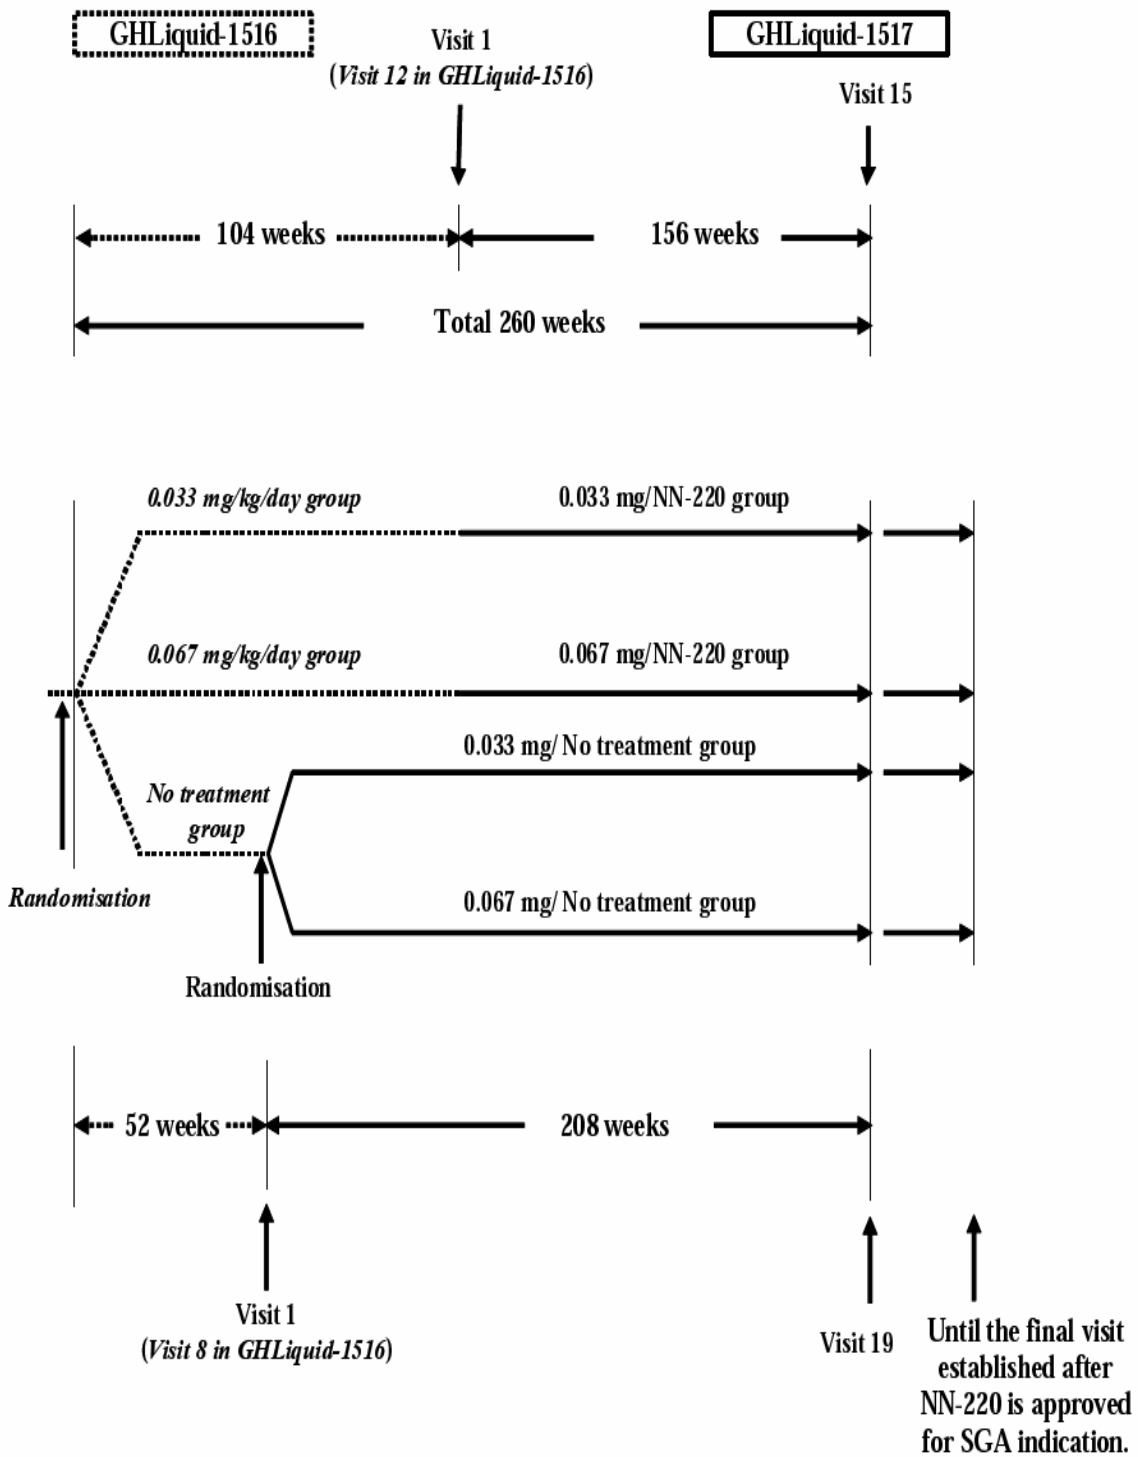 GHLiquid-1516
Visit 1
(Visit 12 in GHLiquid-1516)
GHLiquid-1517
Visit 15
104 weeks
156 weeks
Total 260 weeks
0.033 mg/kg/day group
0.033 mg/NN-220 group
0.067 mg/kg/day group
0.067 mg/NN-220 group
0.033 mg/ No treatment group
No treatment
group
Randomisation
0.067 mg/ No treatment group
Randomisation
52 weeks
208 weeks
Visit 1
(Visit 8 in GHLiquid-1516)
Visit 19
Until the final visit
established after
NN-220 is approved
for SGA indication.